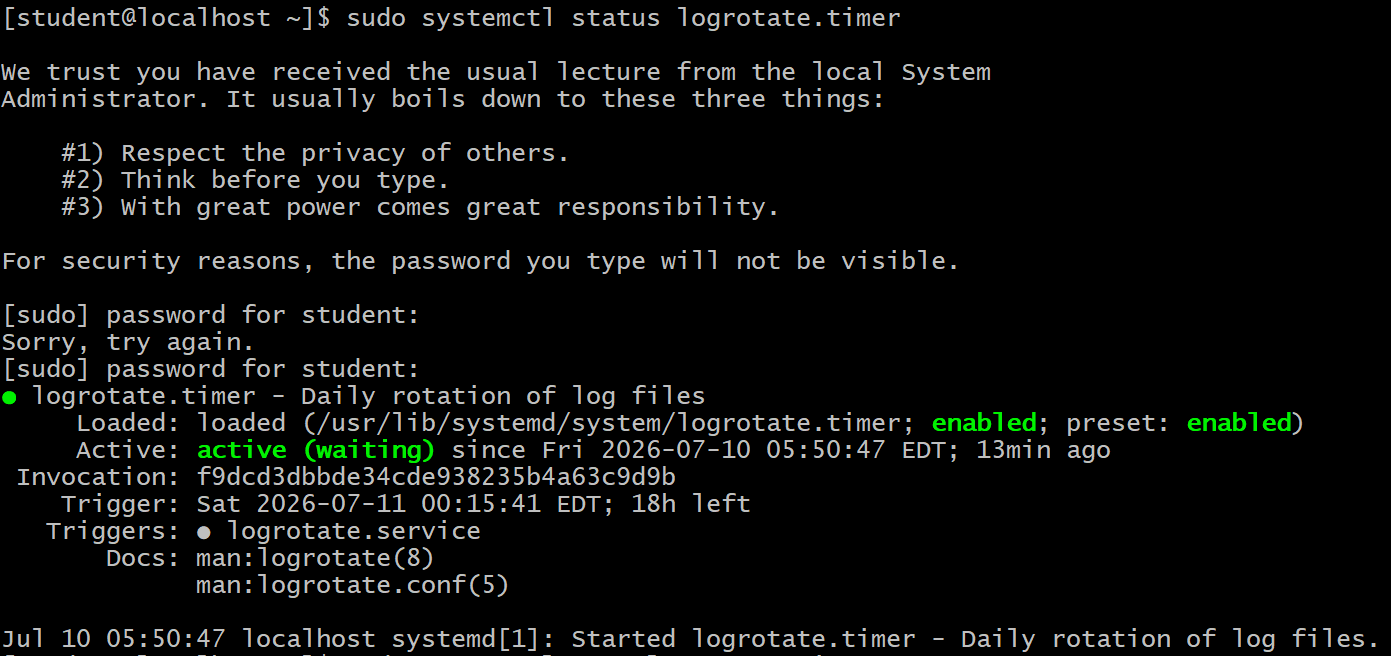 [student@localhost ~]$ sudo systemctl status logrotate.timer
We trust you have received the usual lecture from the local System
Administrator. It usually boils down to these three things:
#1) Respect the privacy of others.
#2) Think before you type.
#3) With great power comes great responsibility.
For security reasons, the password you type will not be visible.
[sudo] password for student:
Sorry, try again.
[sudo] password for student:
● logrotate.timer - Daily rotation of log files
Loaded: loaded (/usr/lib/systemd/system/logrotate.timer; enabled; preset: enabled)
Active: active (waiting) since Fri 2026-07-10 05:50:47 EDT; 13min ago
Invocation: f9dcd3dbbde34cde938235b4a63c9d9b
Trigger: Sat 2026-07-11 00:15:41 EDT; 18h left
Triggers: ● logrotate.service
Docs: man:logrotate(8)
man:logrotate.conf(5)
Jul 10 05:50:47 localhost systemd[1]: Started logrotate.timer - Daily rotation of log files.